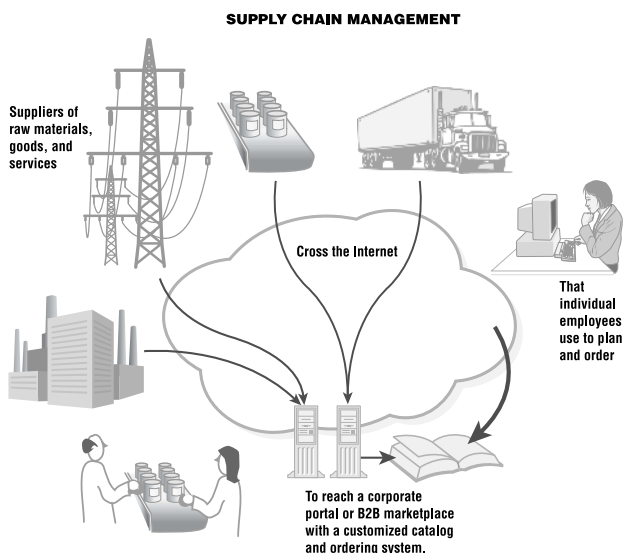 SUPPLY CHAIN MANAGEMENT
Suppliers of
raw materials,
goods, and
services
Cross the Internet
That
individual
employees
use to plan
and order
To reach a corporate
portal or B2B marketplace
with a customized catalog
and ordering system.